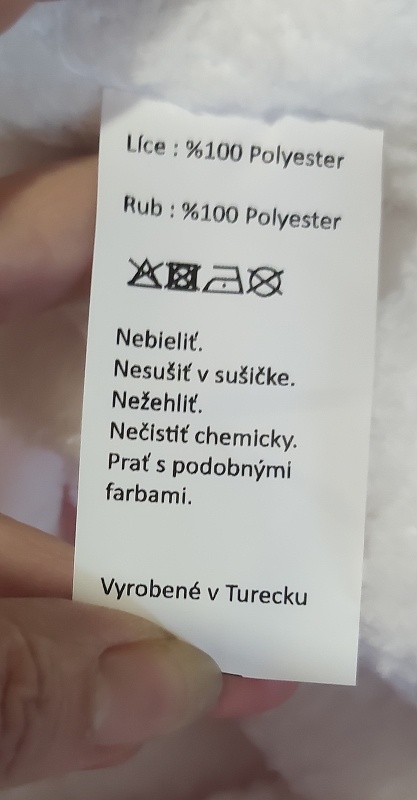 Líce : %100 Polyester
Rub : %100 Polyester
Nebieliť.
Nesušiť v sušičke.
Nežehliť.
Nečistiť chemicky.
Prať s podobnými
farbami.
Vyrobené v Turecku